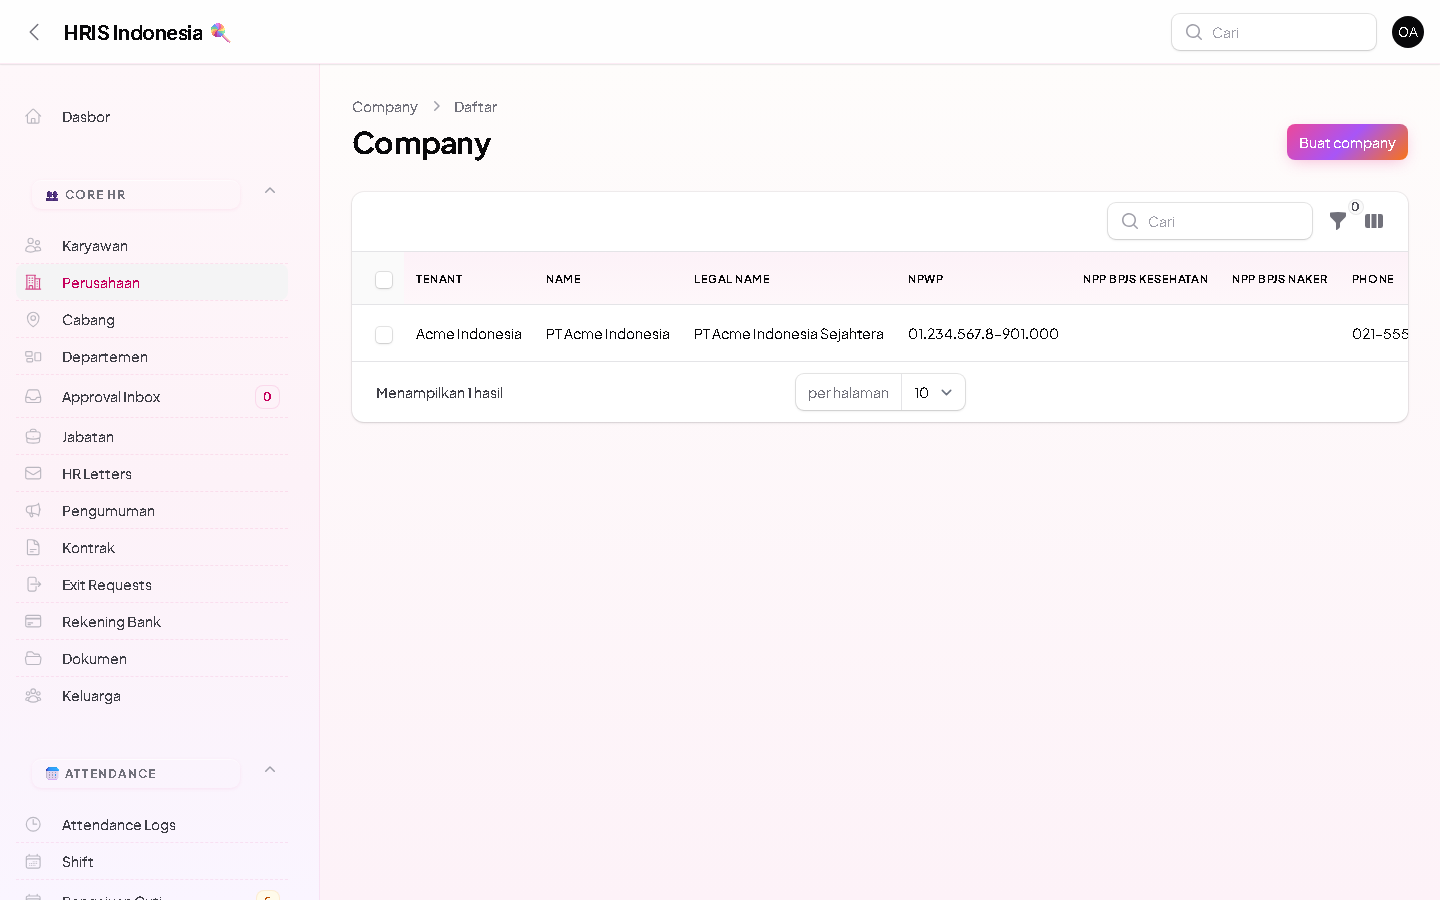 HRIS Indonesia
Cari
OA
Dasbor
CORE HR
Karyawan
Perusahaan
Cabang
Departemen
Approval Inbox 0
Jabatan
HR Letters
Pengumuman
Kontrak
Exit Requests
Rekening Bank
Dokumen
Keluarga
ATTENDANCE
Attendance Logs
Shift
Company > Daftar
Company
Buat company
Cari
0
TENANT NAME LEGAL NAME NPWP NPP BPJS KESEHATAN NPP BPJS NAKER PHONE
Acme Indonesia PT Acme Indonesia PT Acme Indonesia Sejahtera 01.234.567.8-901.000 021-555
Menampilkan 1 hasil
per halaman 10